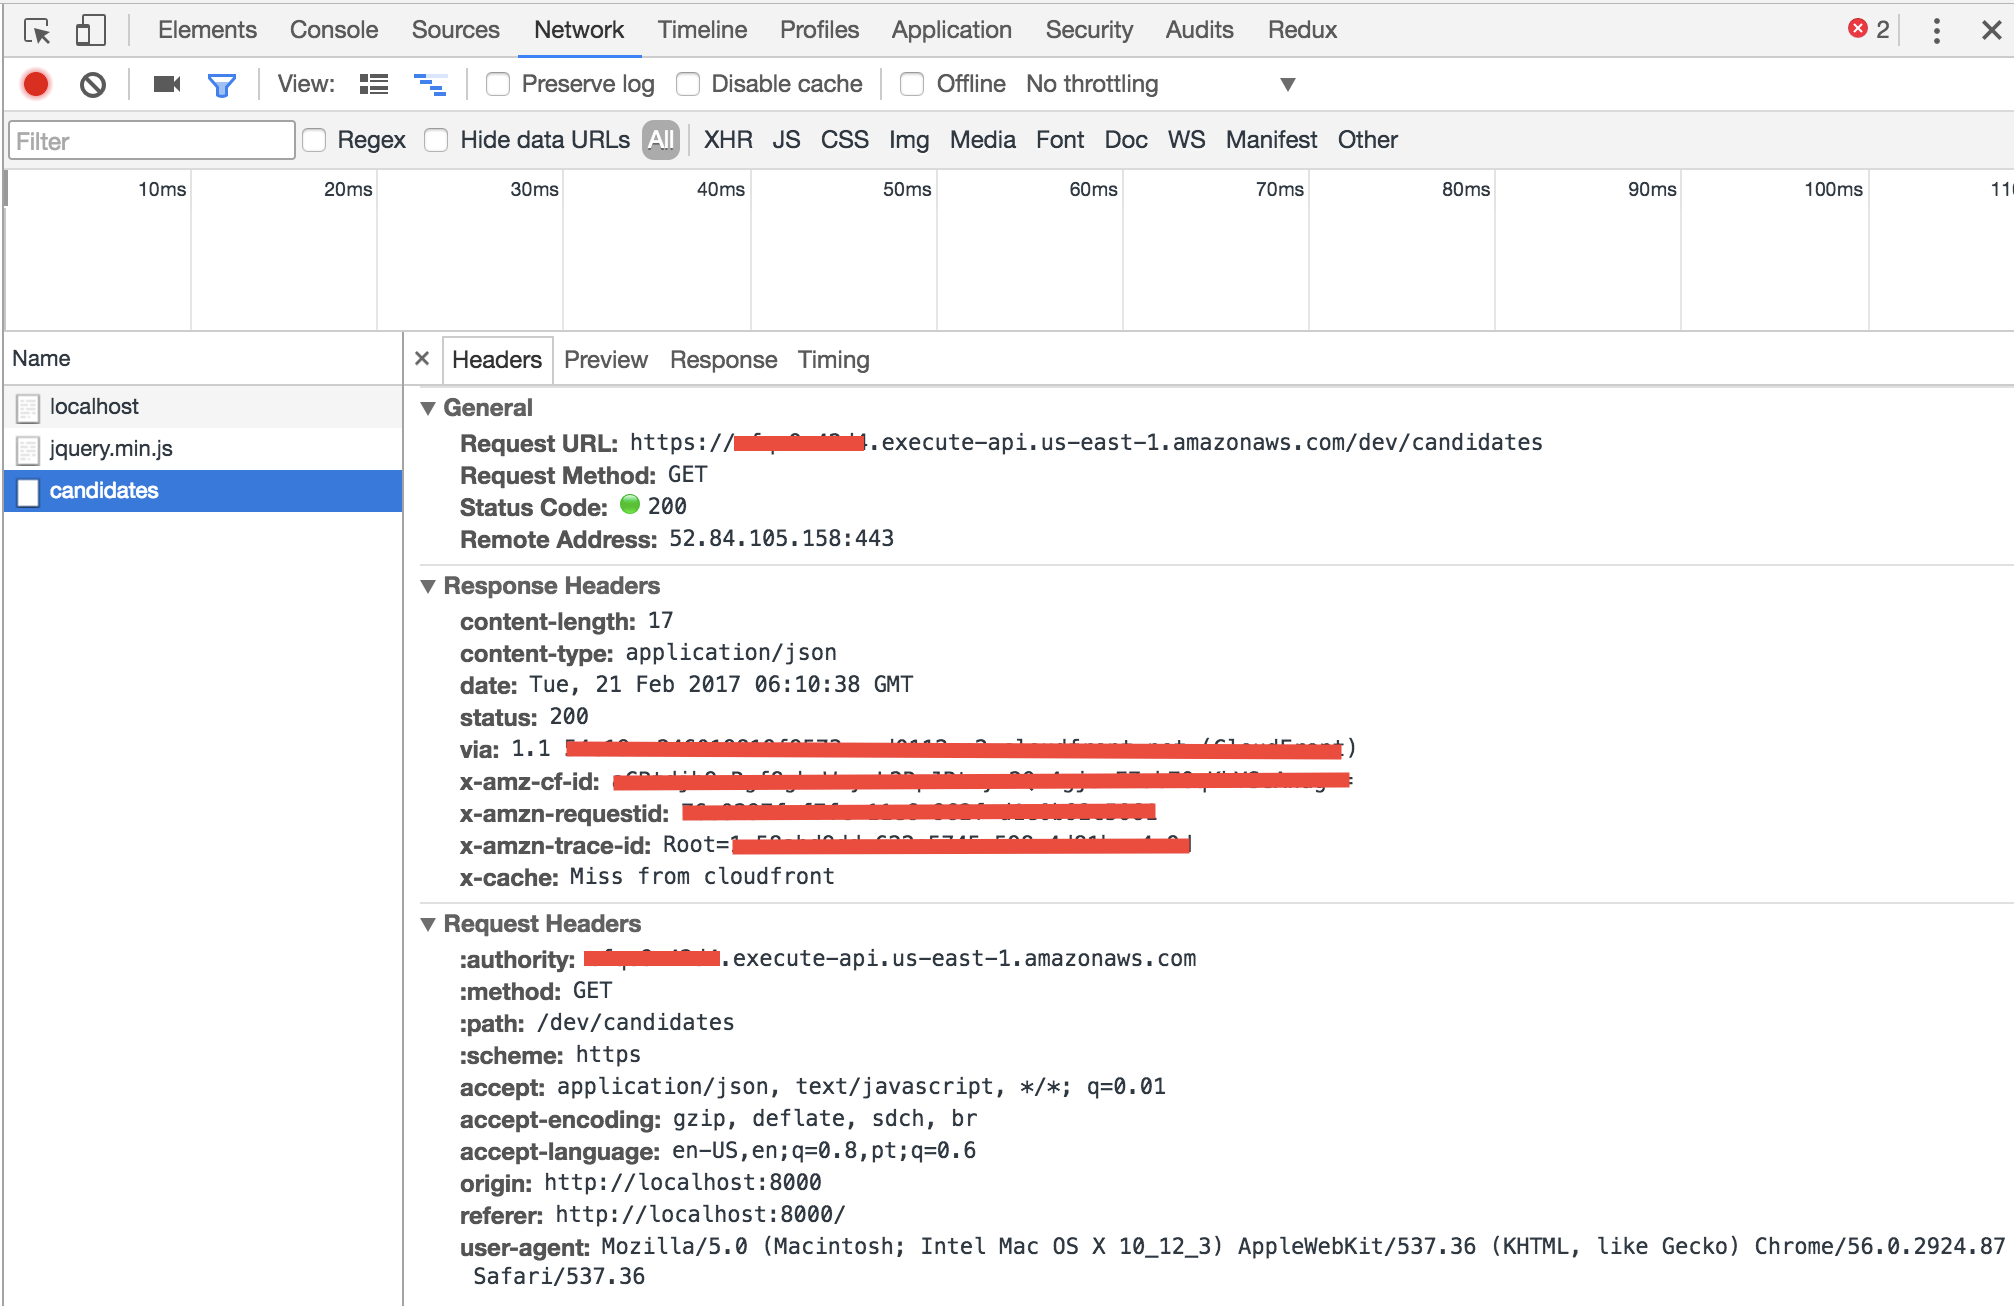 Elements Console Sources Network Timeline Profiles Application Security Audits Redux 2
View: Preserve log Disable cache Offline No throttling
Filter Regex Hide data URLs All XHR JS CSS Img Media Font Doc WS Manifest Other
10ms 20ms 30ms 40ms 50ms 60ms 70ms 80ms 90ms 100ms
Name
localhost
jquery.min.js
candidates
× Headers Preview Response Timing
General
Request URL: https:// .execute-api.us-east-1.amazonaws.com/dev/candidates
Request Method: GET
Status Code: 200
Remote Address: 52.84.105.158:443
Response Headers
content-length: 17
content-type: application/json
date: Tue, 21 Feb 2017 06:10:38 GMT
status: 200
via: 1.1 )
x-amz-cf-id:
x-amzn-requestid:
x-amzn-trace-id: Root=
x-cache: Miss from cloudfront
Request Headers
:authority: .execute-api.us-east-1.amazonaws.com
:method: GET
:path: /dev/candidates
:scheme: https
accept: application/json, text/javascript, */*; q=0.01
accept-encoding: gzip, deflate, sdch, br
accept-language: en-US,en;q=0.8,pt;q=0.6
origin: http://localhost:8000
referer: http://localhost:8000/
user-agent: Mozilla/5.0 (Macintosh; Intel Mac OS X 10_12_3) AppleWebKit/537.36 (KHTML, like Gecko) Chrome/56.0.2924.87
Safari/537.36